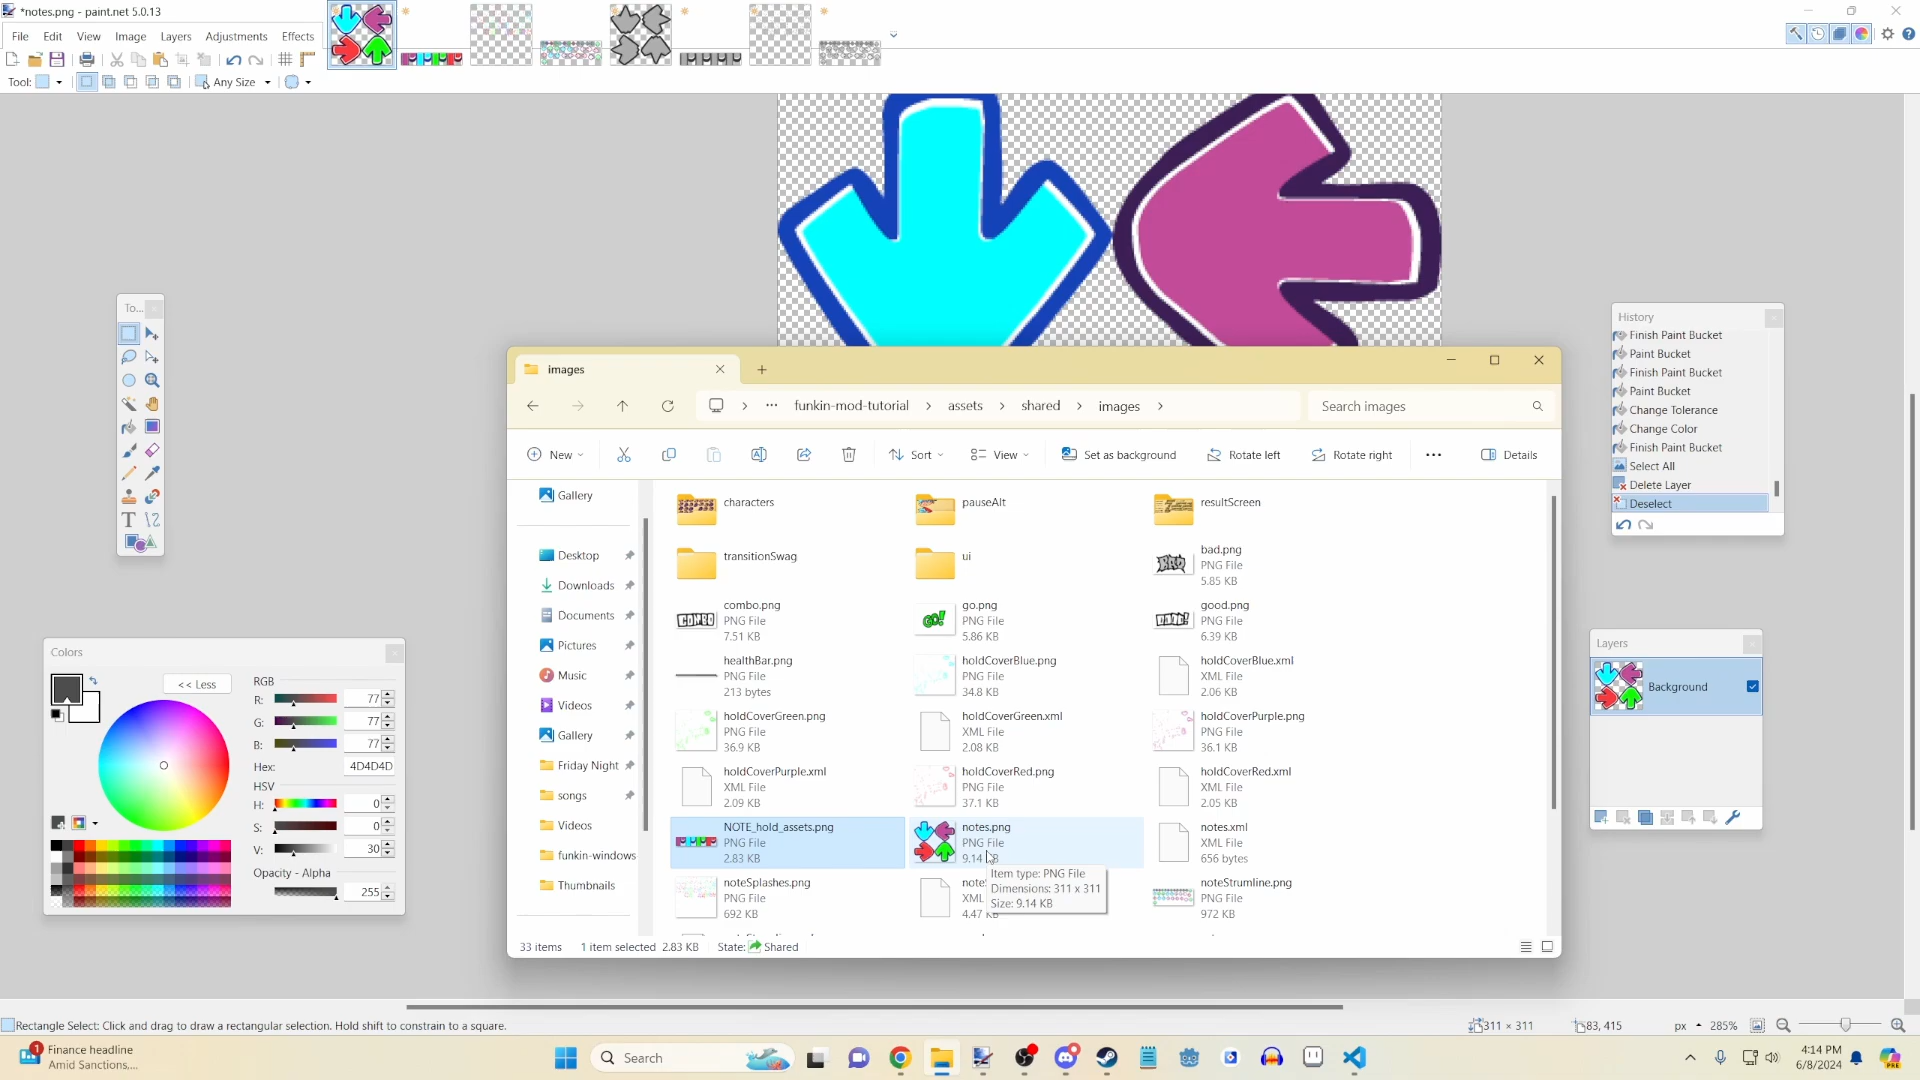 *notes.png - paint.net 5.0.13
File Edit View Image Layers Adjustments Effects
Tool: Any Size
To...
History
Finish Paint Bucket
Paint Bucket
Finish Paint Bucket
Paint Bucket
Change Tolerance
Change Color
Finish Paint Bucket
Select All
Delete Layer
Deselect
images
funkin-mod-tutorial > assets > shared > images >
Search images
New
Sort
View
Set as background
Rotate left
Rotate right
Details
Gallery
Desktop
Downloads
Documents
Pictures
Music
Videos
Gallery
Friday Night
songs
Videos
funkin-windows
Thumbnails
characters
pauseAlt
resultScreen
transitionSwag
ui
bad.png
PNG File
5.85 KB
combo.png
PNG File
7.51 KB
go.png
PNG File
5.86 KB
good.png
PNG File
6.39 KB
healthBar.png
PNG File
213 bytes
holdCoverBlue.png
PNG File
34.8 KB
holdCoverBlue.xml
XML File
2.06 KB
holdCoverGreen.png
PNG File
36.9 KB
holdCoverGreen.xml
XML File
2.08 KB
holdCoverPurple.png
PNG File
36.1 KB
holdCoverPurple.xml
XML File
2.09 KB
holdCoverRed.png
PNG File
37.1 KB
holdCoverRed.xml
XML File
2.05 KB
NOTE_hold_assets.png
PNG File
2.83 KB
notes.png
PNG File
9.14 KB
notes.xml
XML File
656 bytes
noteSplashes.png
PNG File
692 KB
XML
4.47 KB
noteStrumline.png
PNG File
972 KB
Item type: PNG File
Dimensions: 311 x 311
Size: 9.14 KB
33 items 1 item selected 2.83 KB State: Shared
Colors
<< Less
RGB
R: 77
G: 77
B: 77
Hex: 4D4D4D
HSV
H: 0
S: 0
V: 30
Opacity - Alpha
255
Layers
Background
Rectangle Select: Click and drag to draw a rectangular selection. Hold shift to constrain to a square.
311 × 311
83, 415
px
285%
1
Finance headline
Amid Sanctions,...
Search
4:14 PM
6/8/2024